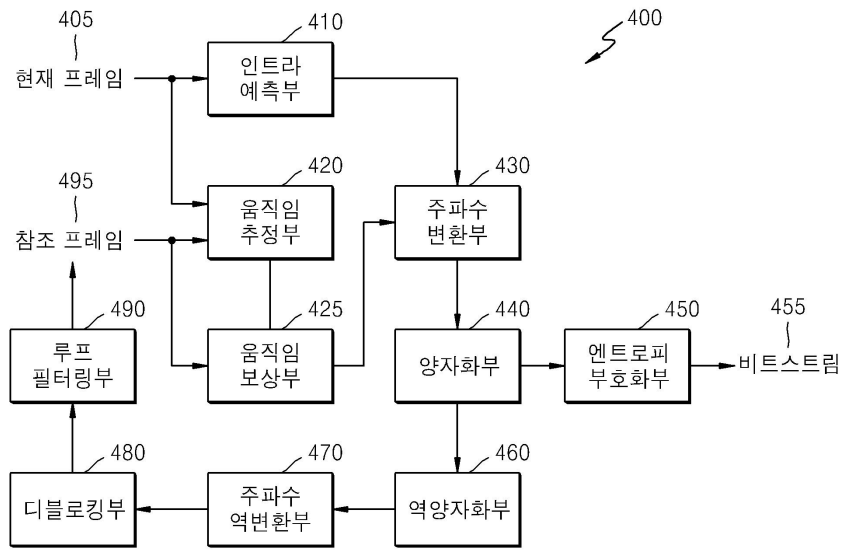 405
현재 프레임
410
인트라
예측부
400
420
움직임
추정부
430
주파수
변환부
495
참조 프레임
490
루프
필터링부
425
움직임
보상부
440
양자화부
450
엔트로피
부호화부
455
비트스트림
480
디블로킹부
470
주파수
역변환부
460
역양자화부